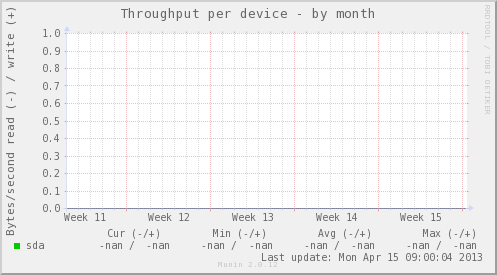 Throughput per device - by month
RRDTOOL / TOBI OETIKER
Bytes/second read (-) / write (+)
1.0
0.9
0.8
0.7
0.6
0.5
0.4
0.3
0.2
0.1
0.0
Week 11 Week 12 Week 13 Week 14 Week 15
Cur (-/+) Min (-/+) Avg (-/+) Max (-/+)
sda -nan / -nan -nan / -nan -nan / -nan -nan / -nan
Last update: Mon Apr 15 09:00:04 2013
Munin 2.0.12